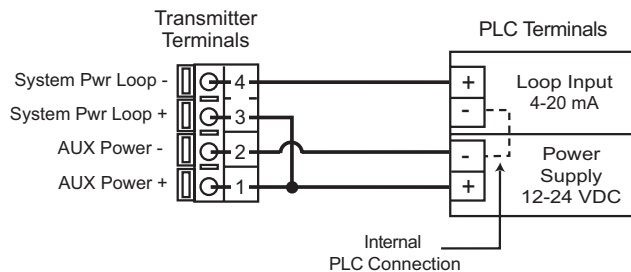 Transmitter
Terminals
PLC Terminals
System Pwr Loop -
4
+
Loop Input
4-20 mA
System Pwr Loop +
3
-
AUX Power -
2
-
Power
Supply
12-24 VDC
AUX Power +
1
+
Internal
PLC Connection